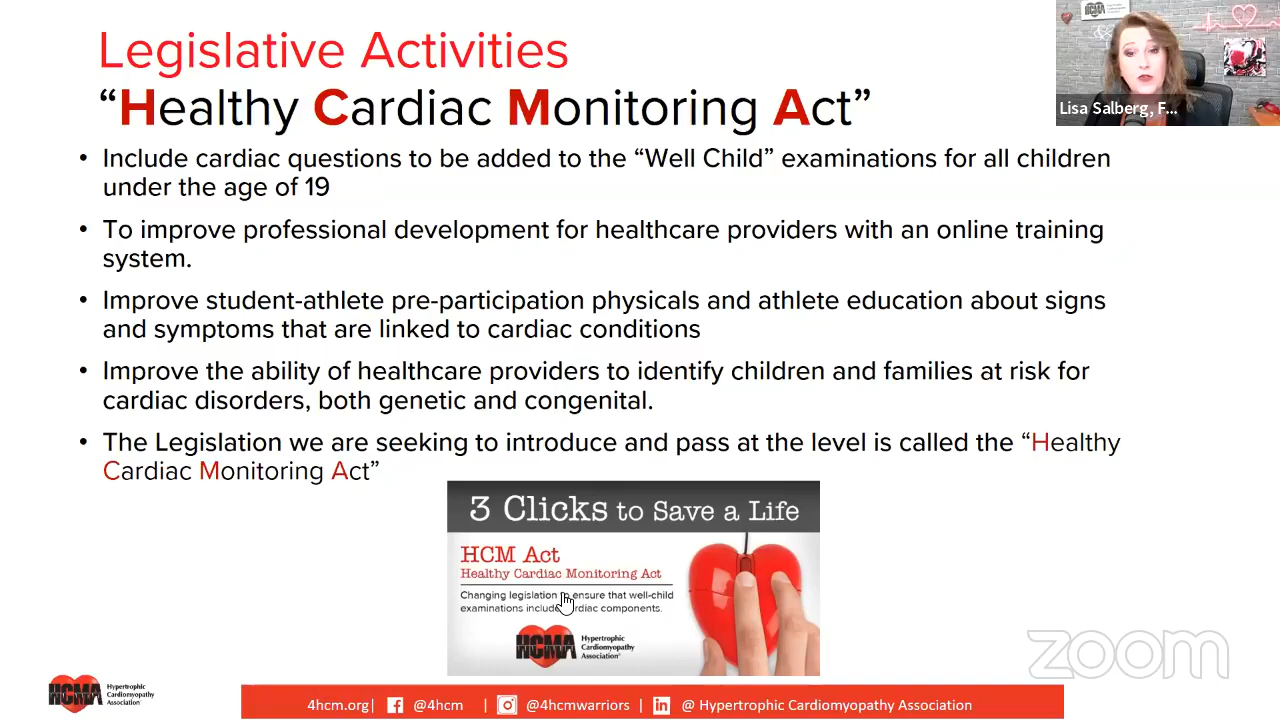 Legislative Activities
“Healthy Cardiac Monitoring Act”
• Include cardiac questions to be added to the “Well Child” examinations for all children
under the age of 19
• To improve professional development for healthcare providers with an online training
system.
• Improve student-athlete pre-participation physicals and athlete education about signs
and symptoms that are linked to cardiac conditions
• Improve the ability of healthcare providers to identify children and families at risk for
cardiac disorders, both genetic and congenital.
• The Legislation we are seeking to introduce and pass at the level is called the “Healthy
Cardiac Monitoring Act”
HCMA
Lisa Salberg, F...
3 Clicks to Save a Life
HCM Act
Healthy Cardiac Monitoring Act
Changing legislation to ensure that well-child
examinations include cardiac components.
HCMA
Hypertrophic
Cardiomyopathy
Association®
zoom
HCMA
Hypertrophic
Cardiomyopathy
Association®
4hcm.org| @4hcm | @4hcmwarriors | in @ Hypertrophic Cardiomyopathy Association